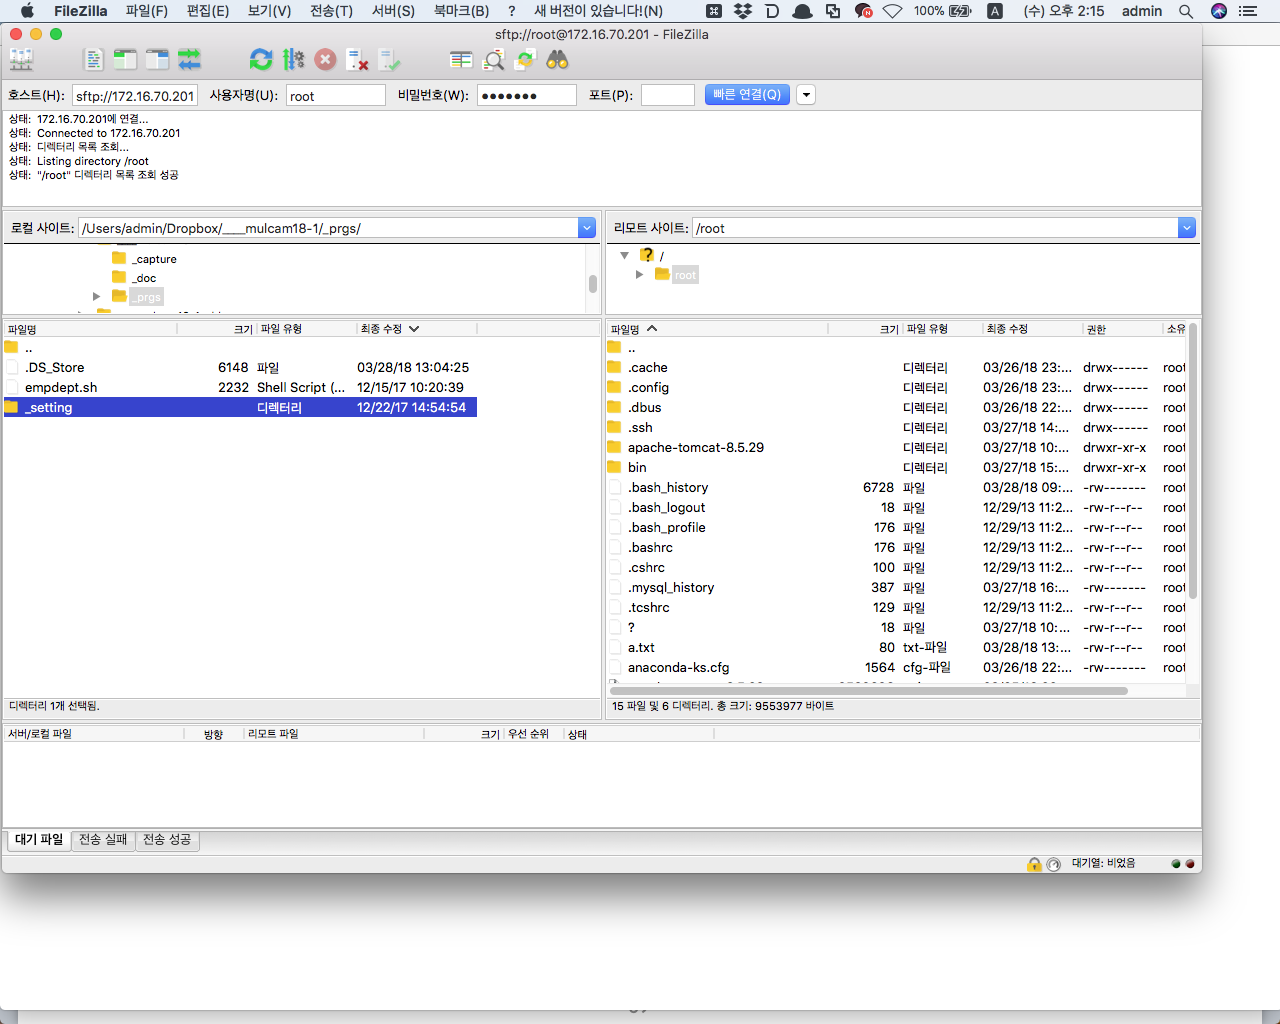 FileZilla 파일(F) 편집(E) 보기(V) 전송(T) 서버(S) 북마크(B) ? 새 버전이 있습니다!(N) 100% A (수) 오후 2:15 admin
sftp://root@172.16.70.201 - FileZilla
호스트(H): sftp://172.16.70.201 사용자명(U): root 비밀번호(W): ●●●●●●● 포트(P): 빠른 연결(Q)
상태: 172.16.70.201에 연결...
상태: Connected to 172.16.70.201
상태: 디렉터리 목록 조회...
상태: Listing directory /root
상태: "/root" 디렉터리 목록 조회 성공
로컬 사이트: /Users/admin/Dropbox/____mulcam18-1/_prgs/
_capture
_doc
_prgs
리모트 사이트: /root
/
root
파일명 크기 파일 유형 최종 수정
..
.DS_Store 6148 파일 03/28/18 13:04:25
empdept.sh 2232 Shell Script (... 12/15/17 10:20:39
_setting 디렉터리 12/22/17 14:54:54
디렉터리 1개 선택됨.
파일명 크기 파일 유형 최종 수정 권한 소유
..
.cache 디렉터리 03/26/18 23:... drwx------ root
.config 디렉터리 03/26/18 23:... drwx------ root
.dbus 디렉터리 03/26/18 22:... drwx------ root
.ssh 디렉터리 03/27/18 14:... drwx------ root
apache-tomcat-8.5.29 디렉터리 03/27/18 10:... drwxr-xr-x root
bin 디렉터리 03/27/18 15:... drwxr-xr-x root
.bash_history 6728 파일 03/28/18 09:... -rw------- root
.bash_logout 18 파일 12/29/13 11:2... -rw-r--r-- root
.bash_profile 176 파일 12/29/13 11:2... -rw-r--r-- root
.bashrc 176 파일 12/29/13 11:2... -rw-r--r-- root
.cshrc 100 파일 12/29/13 11:2... -rw-r--r-- root
.mysql_history 387 파일 03/27/18 16:... -rw------- root
.tcshrc 129 파일 12/29/13 11:2... -rw-r--r-- root
? 18 파일 03/27/18 10:... -rw-r--r-- root
a.txt 80 txt-파일 03/28/18 13:... -rw-r--r-- root
anaconda-ks.cfg 1564 cfg-파일 03/26/18 22:... -rw------- root
15 파일 및 6 디렉터리. 총 크기: 9553977 바이트
서버/로컬 파일 방향 리모트 파일 크기 우선 순위 상태
대기 파일 전송 실패 전송 성공
대기열: 비었음